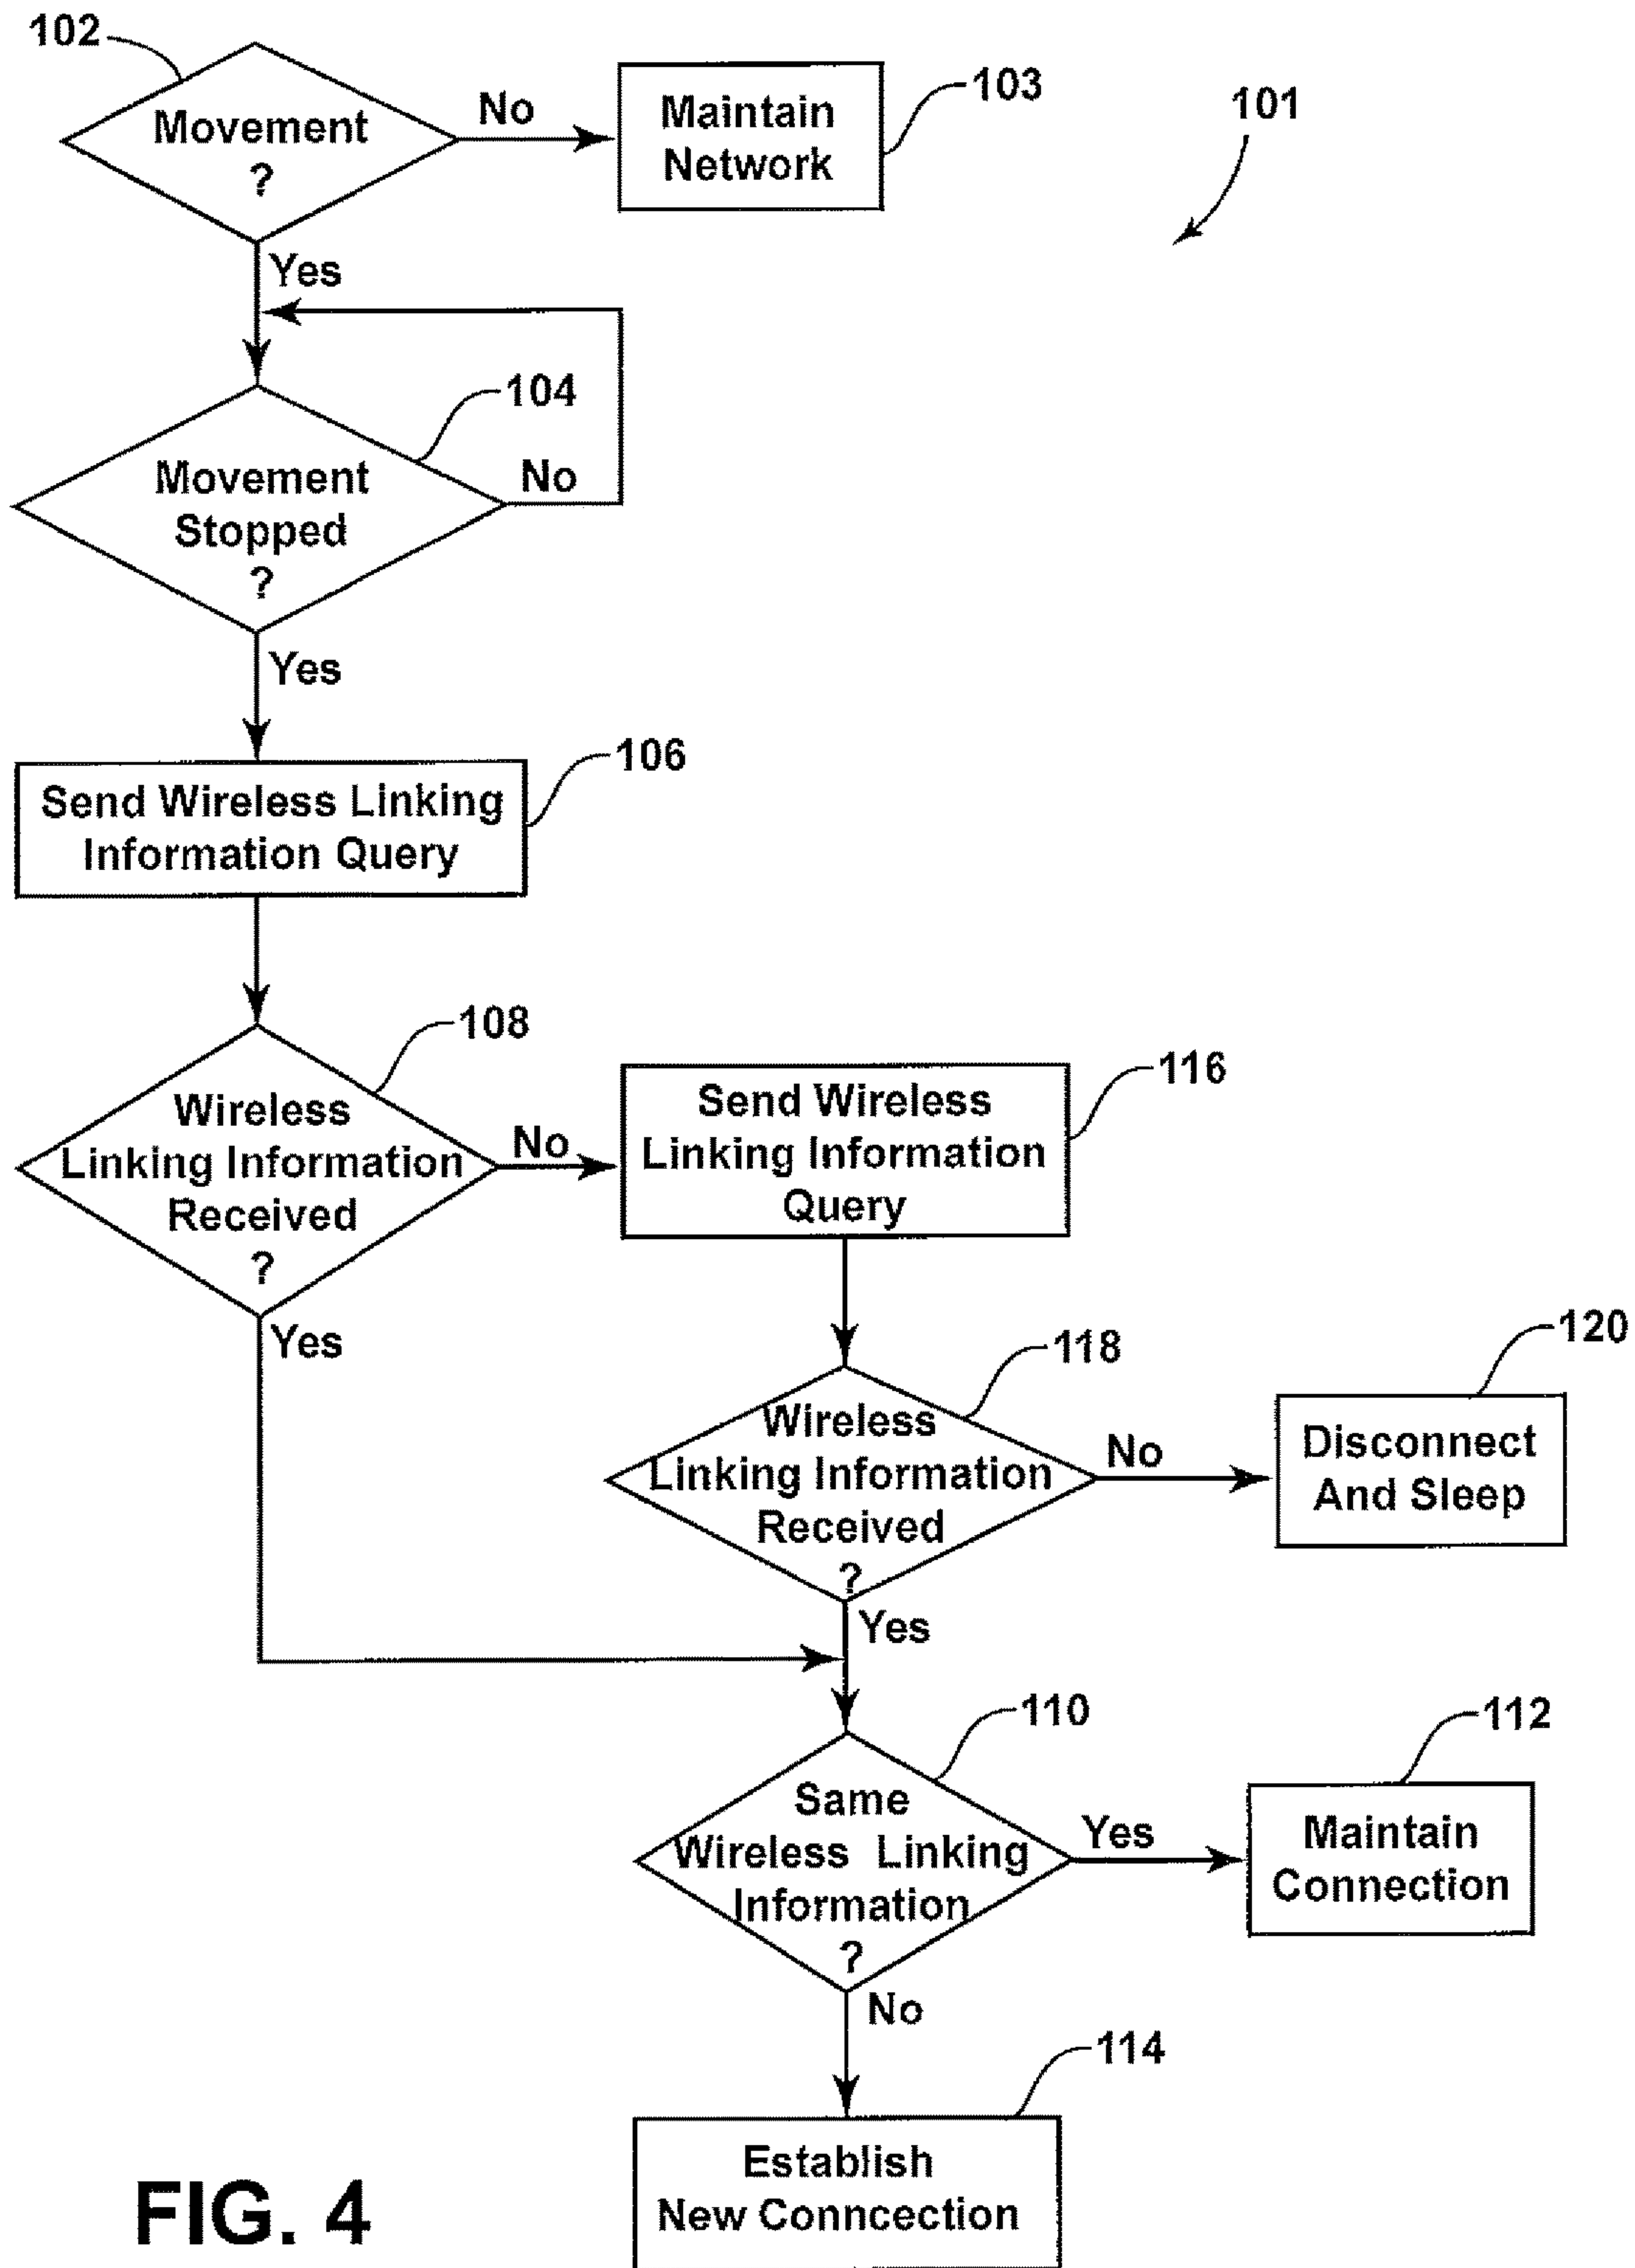 102
Movement
?
No
Maintain
Network
103
101
Yes
104
Movement
Stopped
?
No
Yes
106
Send Wireless Linking
Information Query
108
Wireless
Linking Information
Received
?
No
Send Wireless
Linking Information
Query
116
Yes
118
Wireless
Linking Information
Received
?
No
Disconnect
And Sleep
120
Yes
110
Same
Wireless Linking
Information
?
Yes
Maintain
Connection
112
No
114
Establish
New Conncection
FIG. 4